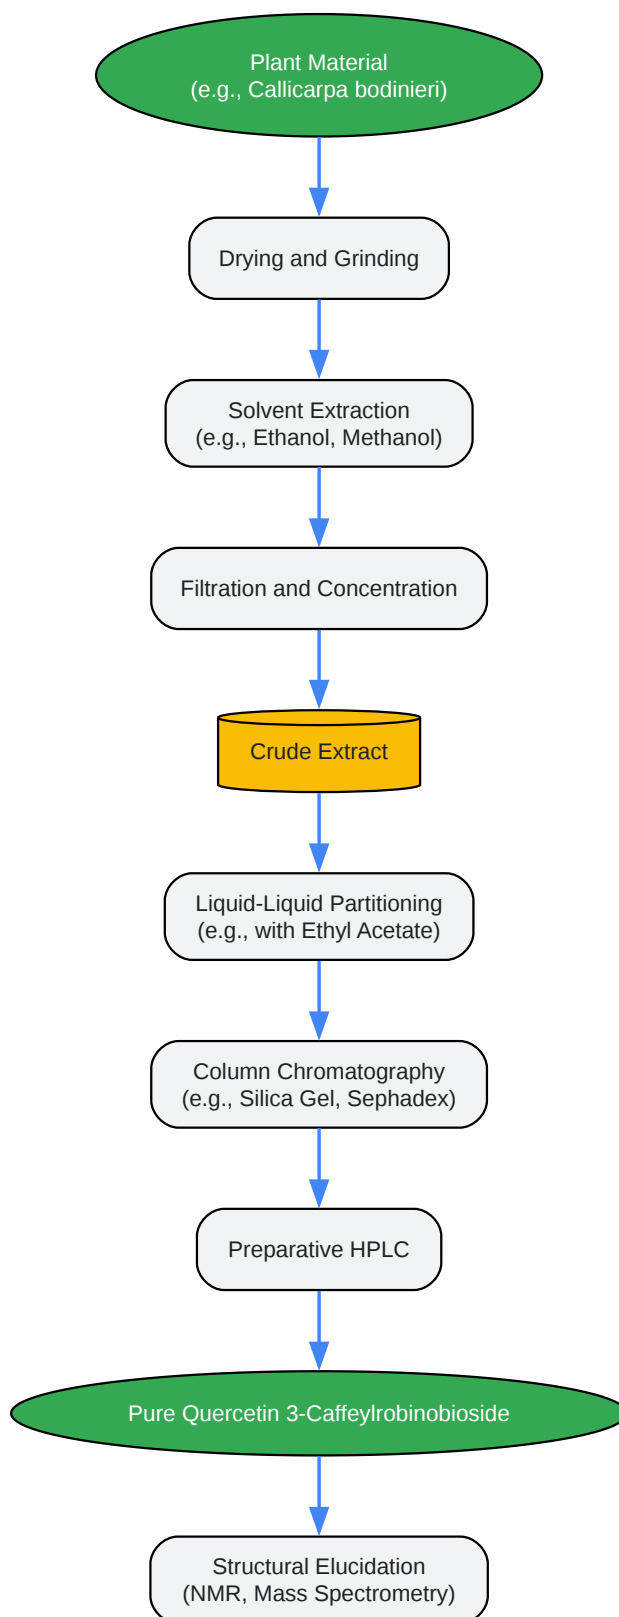 Plant Material
(e.g., Callicarpa bodinieri)
Drying and Grinding
Solvent Extraction
(e.g., Ethanol, Methanol)
Filtration and Concentration
Crude Extract
Liquid-Liquid Partitioning
(e.g., with Ethyl Acetate)
Column Chromatography
(e.g., Silica Gel, Sephadex)
Preparative HPLC
Pure Quercetin 3-Caffeylrobinobioside
Structural Elucidation
(NMR, Mass Spectrometry)